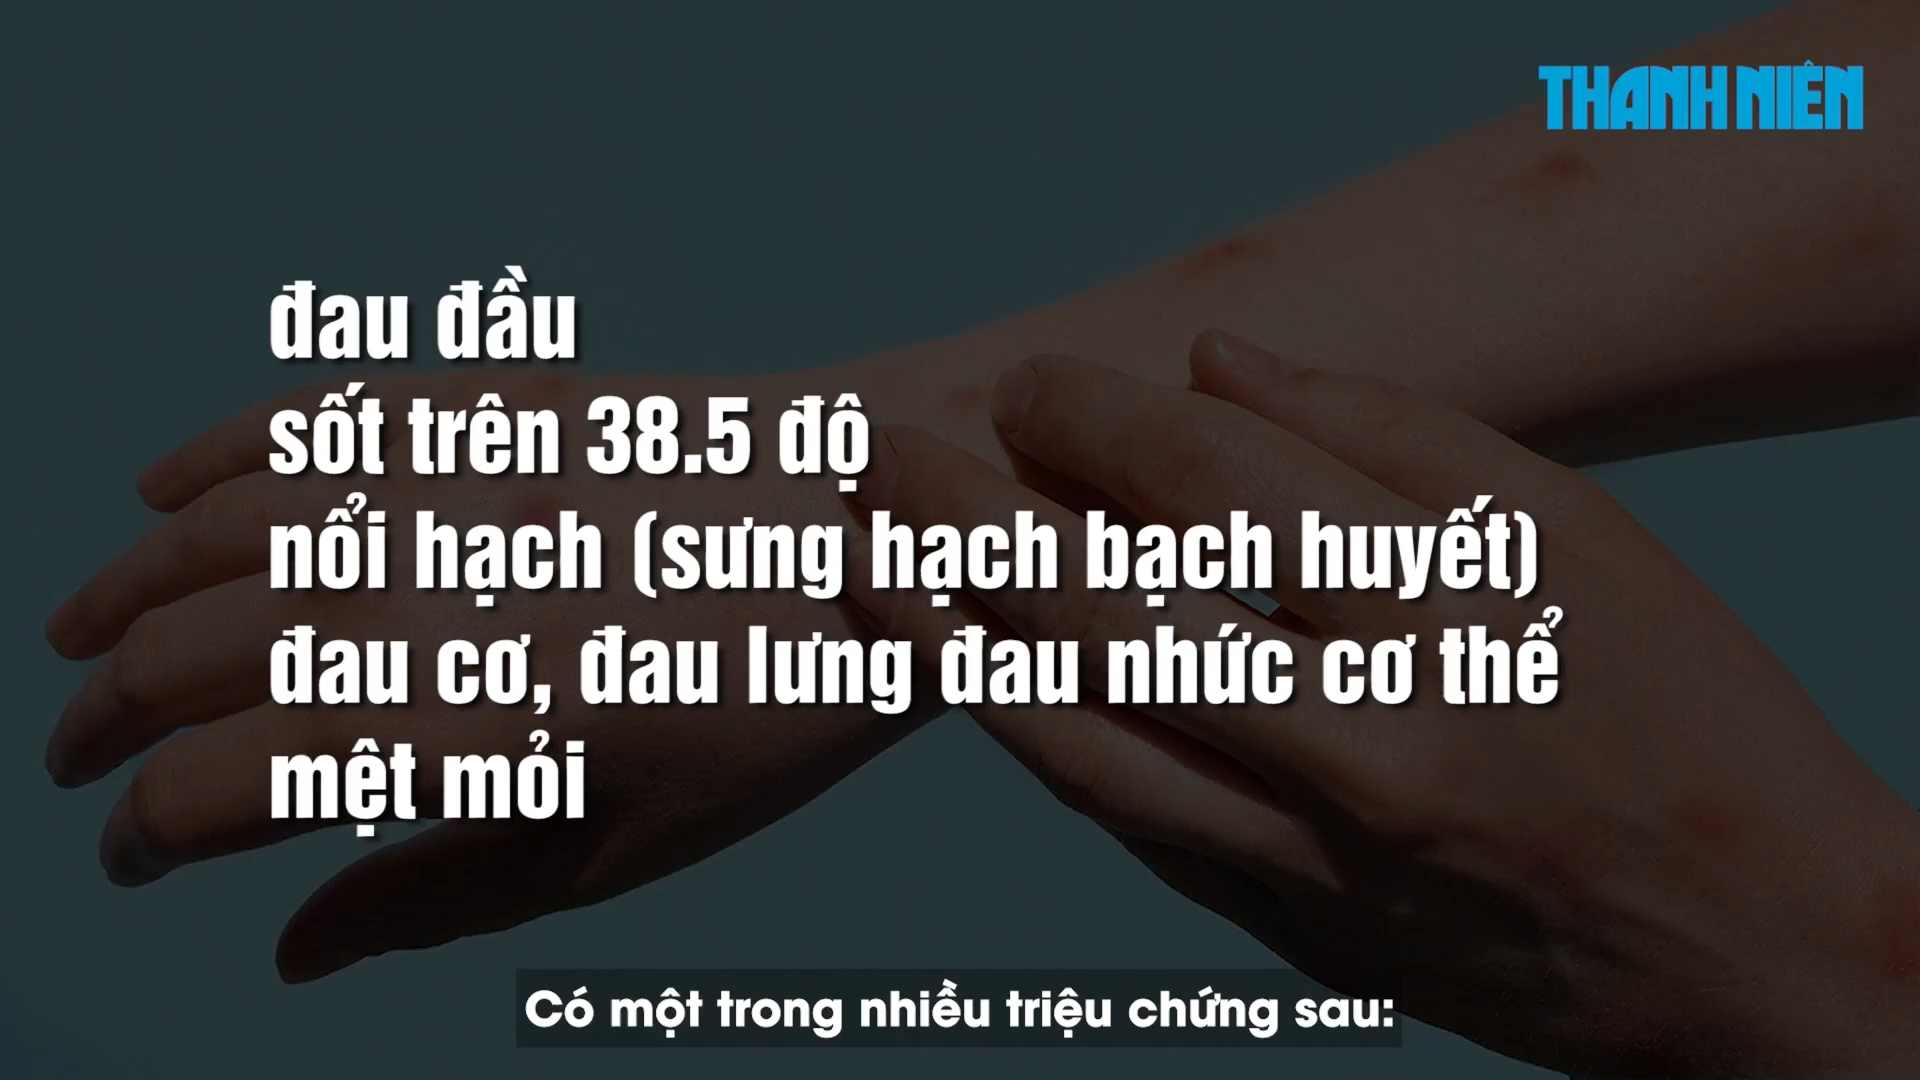 THANH NIÊN
đau đầu
sốt trên 38.5 độ
nổi hạch (sưng hạch bạch huyết)
đau cơ, đau lưng đau nhức cơ thể
mệt mỏi
Có một trong nhiều triệu chứng sau: